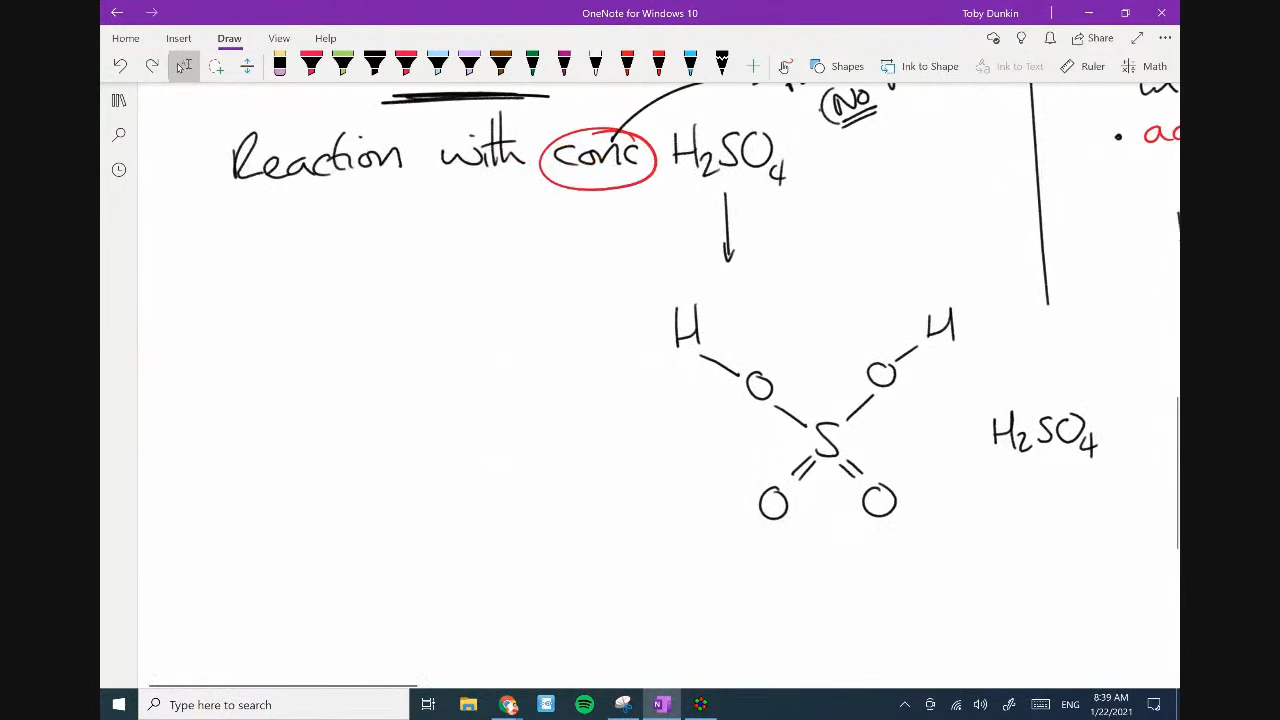 OneNote for Windows 10
Toby Dunkin
Home Insert Draw View Help
Share
Shapes Ink to Shape Ink to Text Ruler Math
(No
Reaction with conc H₂SO₄
H H
O O
S
O O
H₂SO₄
Type here to search
ENG
8:39 AM
1/22/2021